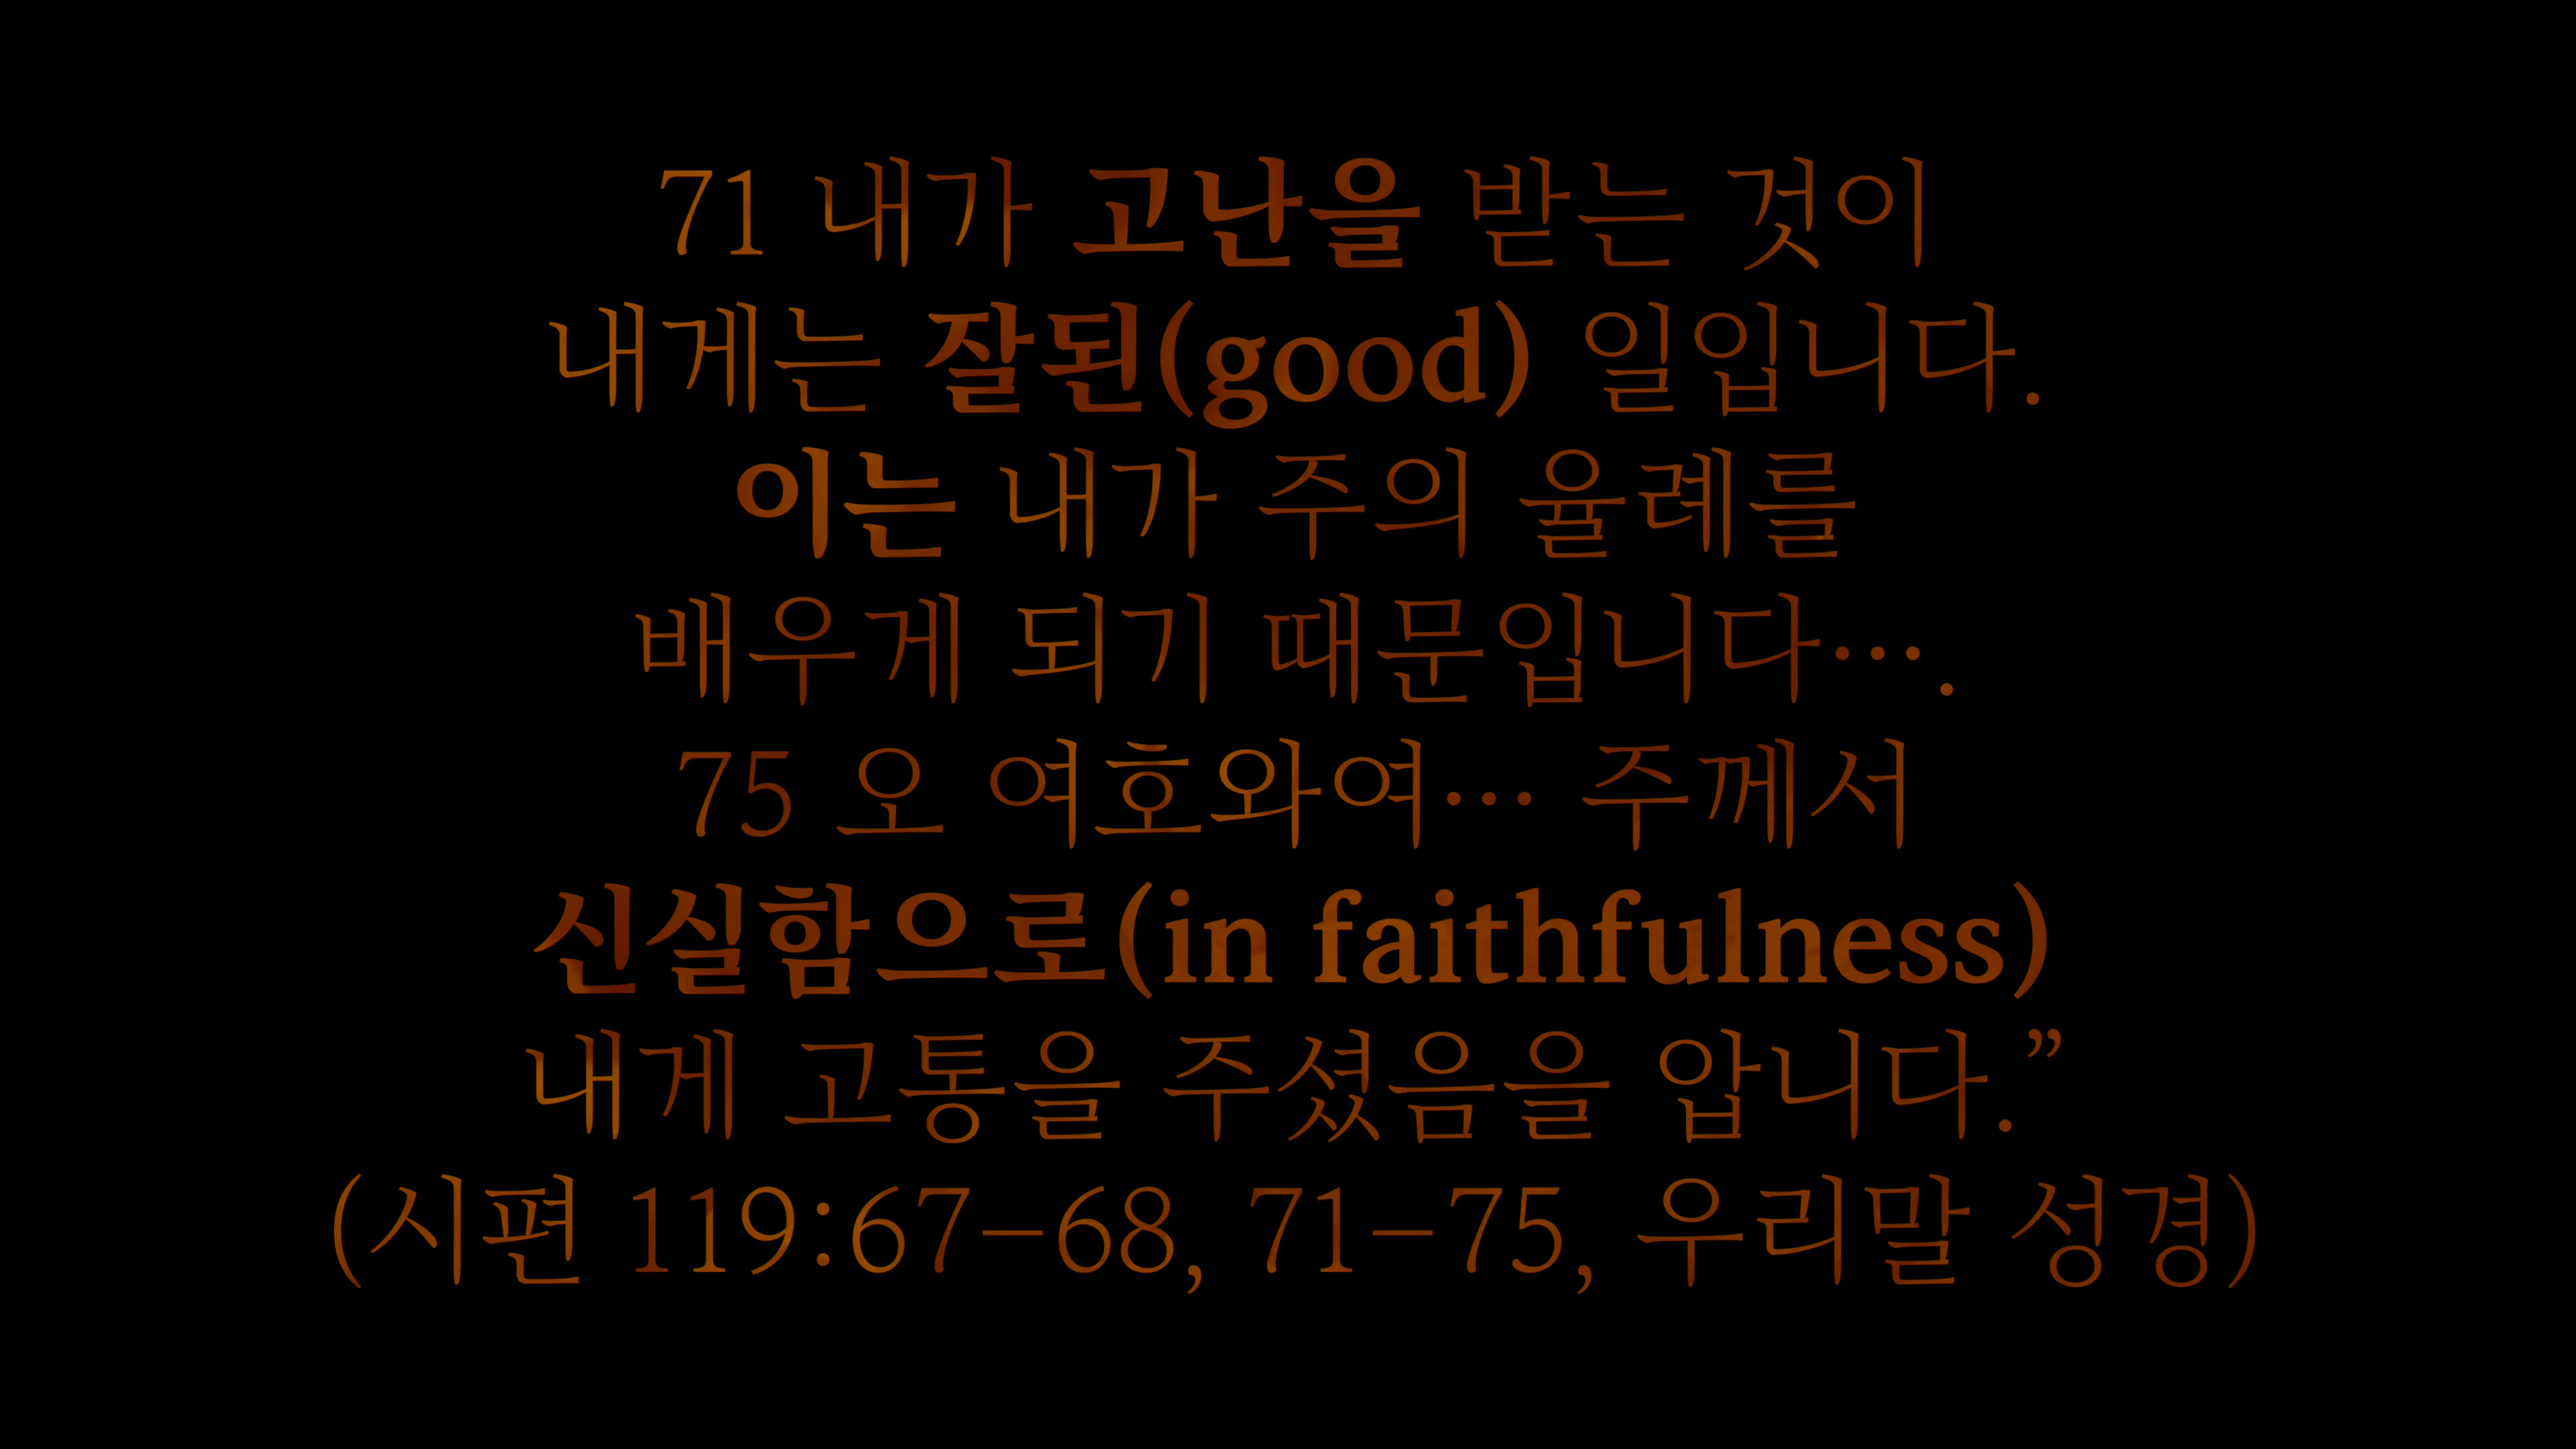 71 내가 고난을 받는 것이
내게는 잘된(good) 일입니다.
이는 내가 주의 율례를
배우게 되기 때문입니다….
75 오 여호와여… 주께서
신실함으로(in faithfulness)
내게 고통을 주셨음을 압니다.”
(시편 119:67-68, 71-75, 우리말 성경)